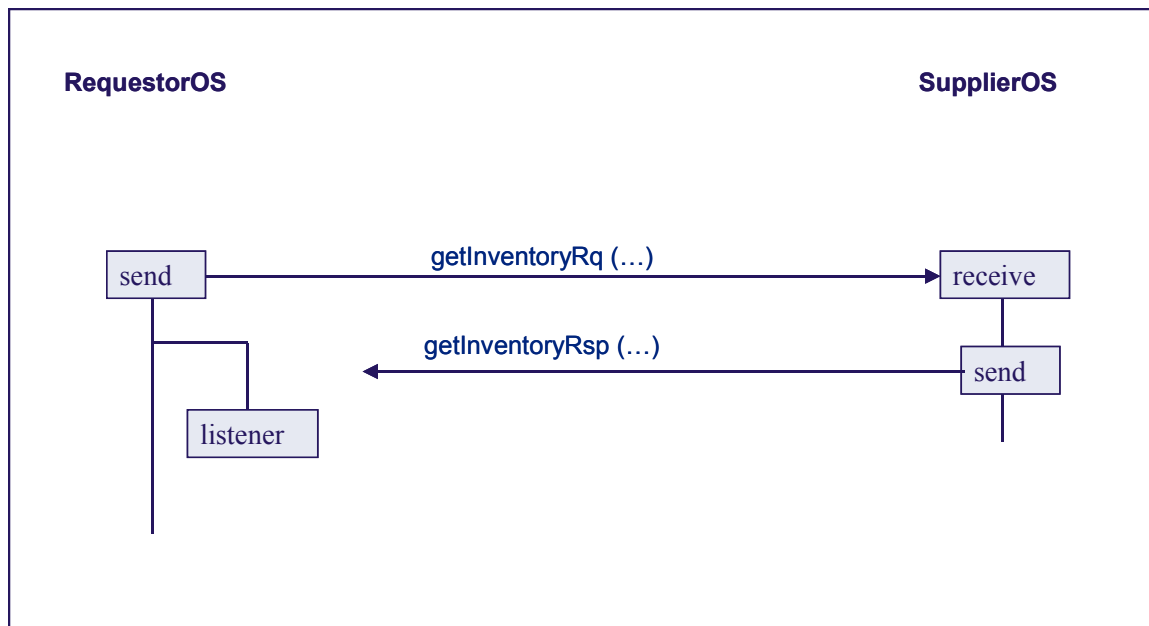 RequestorOS
SupplierOS
getInventoryRq (…)
send
receive
getInventoryRsp (…)
send
listener